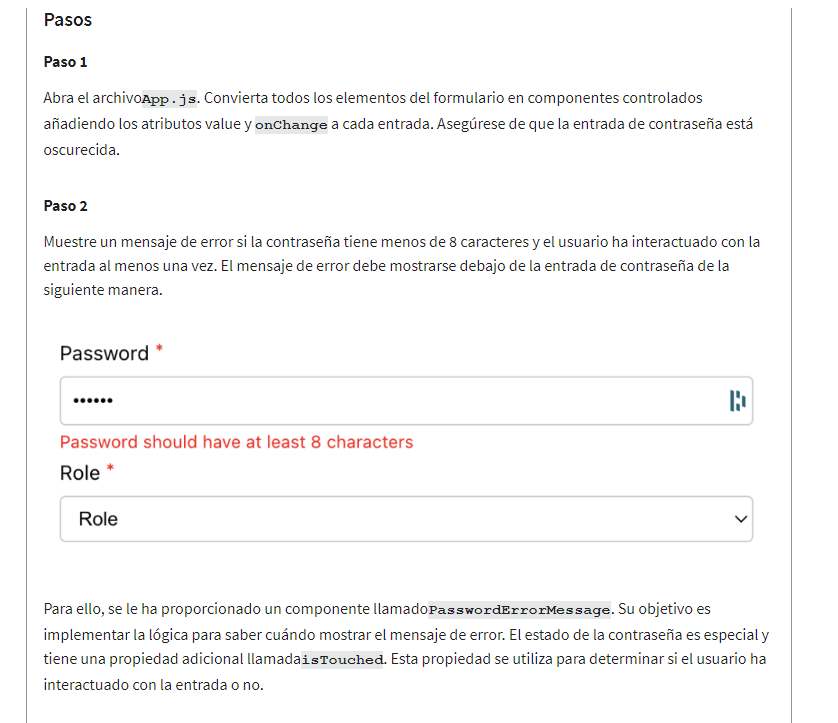 Pasos
Paso 1
Abra el archivoApp.js. Convierta todos los elementos del formulario en componentes controlados
añadiendo los atributos value y onChange a cada entrada. Asegúrese de que la entrada de contraseña está
oscurecida.
Paso 2
Muestre un mensaje de error si la contraseña tiene menos de 8 caracteres y el usuario ha interactuado con la
entrada al menos una vez. El mensaje de error debe mostrarse debajo de la entrada de contraseña de la
siguiente manera.
Password *
••••••
Password should have at least 8 characters
Role *
Role
Para ello, se le ha proporcionado un componente llamadoPasswordErrorMessage. Su objetivo es
implementar la lógica para saber cuándo mostrar el mensaje de error. El estado de la contraseña es especial y
tiene una propiedad adicional llamadaisTouched. Esta propiedad se utiliza para determinar si el usuario ha
interactuado con la entrada o no.